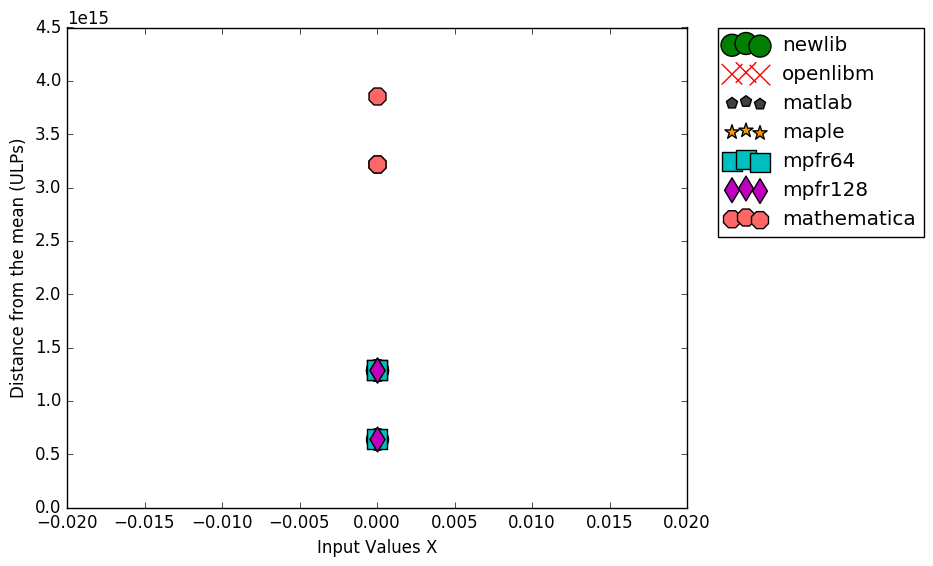 1e15
4.5
4.0
3.5
3.0
2.5
2.0
1.5
1.0
0.5
0.0
Distance from the mean (ULPs)
−0.020 −0.015 −0.010 −0.005 0.000 0.005 0.010 0.015 0.020
Input Values X
newlib
openlibm
matlab
maple
mpfr64
mpfr128
mathematica